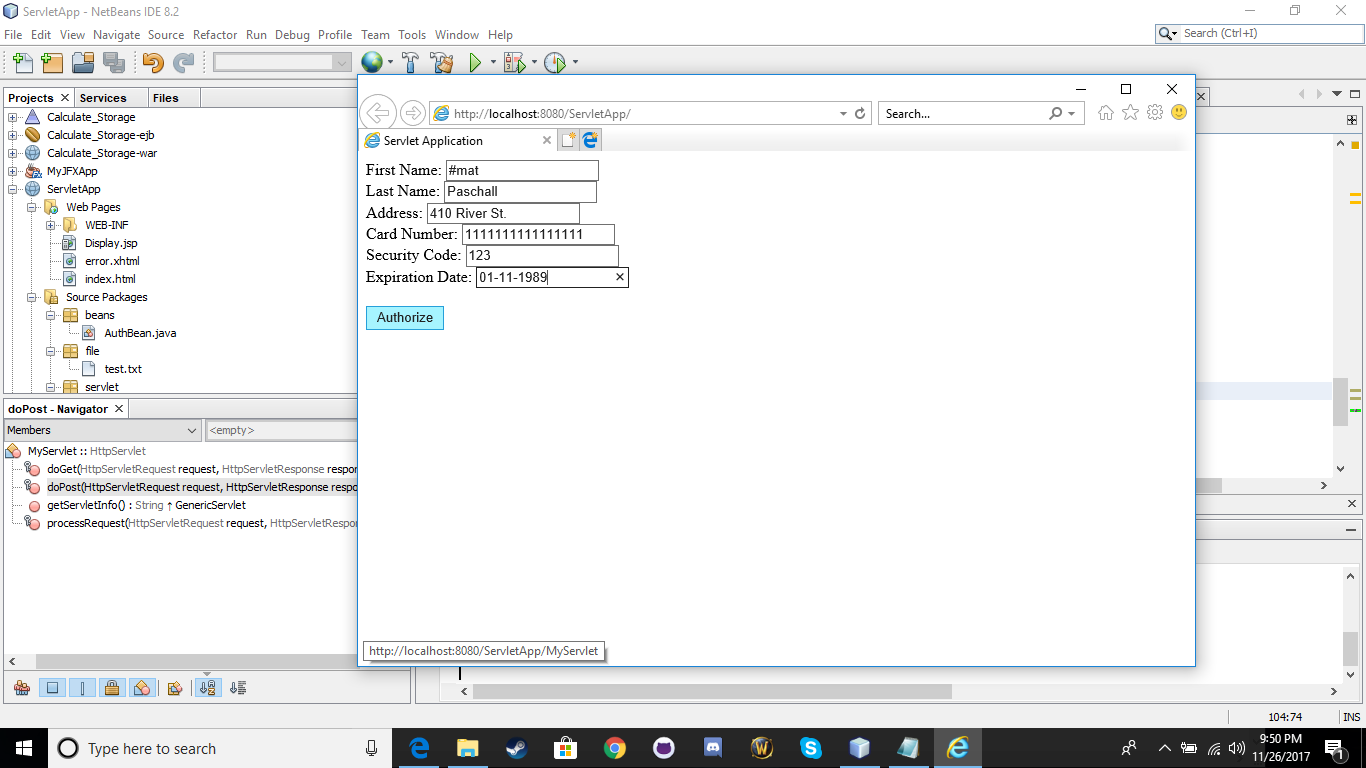 ServletApp - NetBeans IDE 8.2
File Edit View Navigate Source Refactor Run Debug Profile Team Tools Window Help
Search (Ctrl+I)
Projects Services Files
Calculate_Storage
Calculate_Storage-ejb
Calculate_Storage-war
MyJFXApp
ServletApp
Web Pages
WEB-INF
Display.jsp
error.xhtml
index.html
Source Packages
beans
AuthBean.java
file
test.txt
servlet
doPost - Navigator
Members
<empty>
MyServlet :: HttpServlet
doGet(HttpServletRequest request, HttpServletResponse respon
doPost(HttpServletRequest request, HttpServletResponse respo
getServletInfo() : String ↑ GenericServlet
processRequest(HttpServletRequest request, HttpServletRespon
http://localhost:8080/ServletApp/
Search...
Servlet Application
First Name: #mat
Last Name: Paschall
Address: 410 River St.
Card Number: 1111111111111111
Security Code: 123
Expiration Date: 01-11-1989
Authorize
http://localhost:8080/ServletApp/MyServlet
104:74 INS
Type here to search
9:50 PM
11/26/2017
1